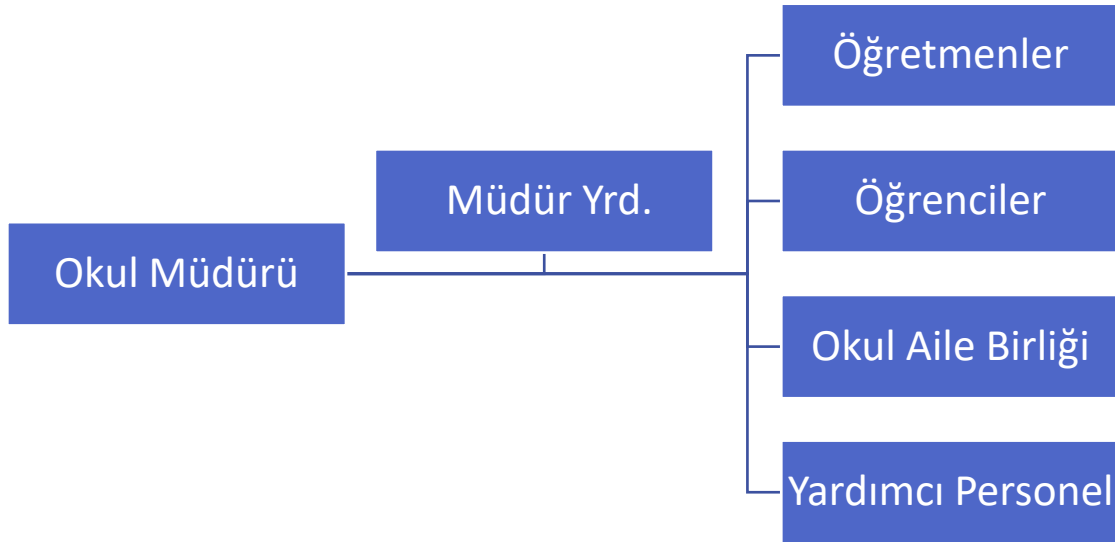 Okul Müdürü
Müdür Yrd.
Öğretmenler
Öğrenciler
Okul Aile Birliği
Yardımcı Personel